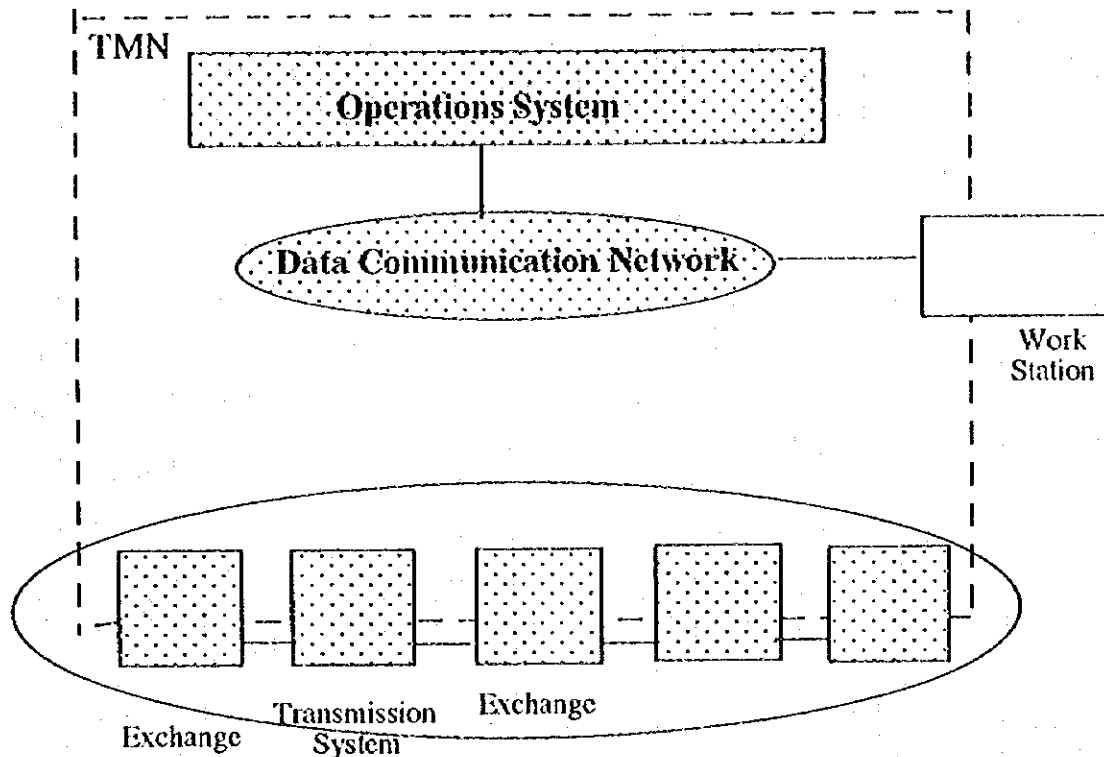 TMN
Operations System
Data Communication Network
Work
Station
Exchange
Transmission
System
Exchange